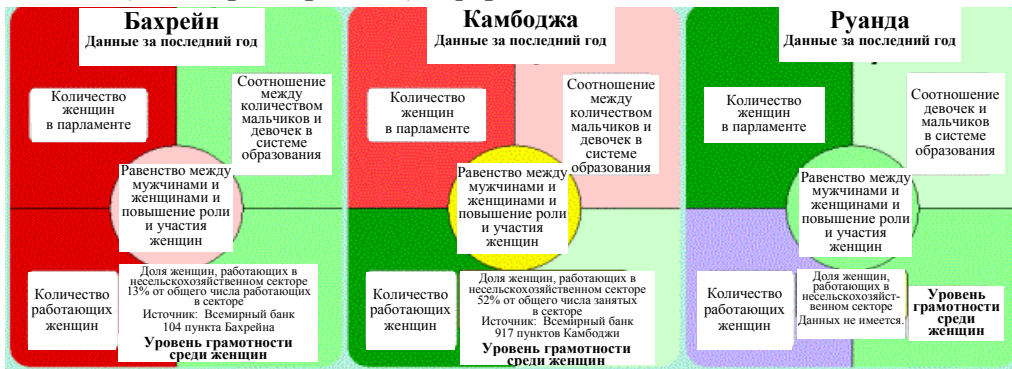 Бахрейн
Данные за последний год
Количество
женщин
в парламенте
Соотношение
между
количеством
мальчиков и
девочек в
системе
образования
Равенство между
мужчинами и
женщинами и
повышение роли
и участия
женщин
Количество
работающих
женщин
Доля женщин, работающих в
несельскохозяйственном секторе
13% от общего числа работающих
в секторе
Источник: Всемирный банк
104 пункта Бахрейна
Уровень грамотности
среди женщин
Камбоджа
Данные за последний год
Количество
женщин
в парламенте
Соотношение
между
количеством
мальчиков и
девочек в
системе
образования
Равенство между
мужчинами и
женщинами и
повышение роли
и участия
женщин
Количество
работающих
женщин
Доля женщин, работающих в
несельскохозяйственном секторе
52% от общего числа занятых
в секторе
Источник: Всемирный банк
917 пунктов Камбоджи
Уровень грамотности
среди женщин
Руанда
Данные за последний год
Количество
женщин
в парламенте
Соотношение
девочек и
мальчиков
в системе
образования
Равенство между
мужчинами и
женщинами и
повышение роли
и участия
женщин
Количество
работающих
женщин
Доля женщин,
работающих в
несельскохозяйст-
венном секторе
Данных не имеется.
Уровень
грамотности
среди
женщин